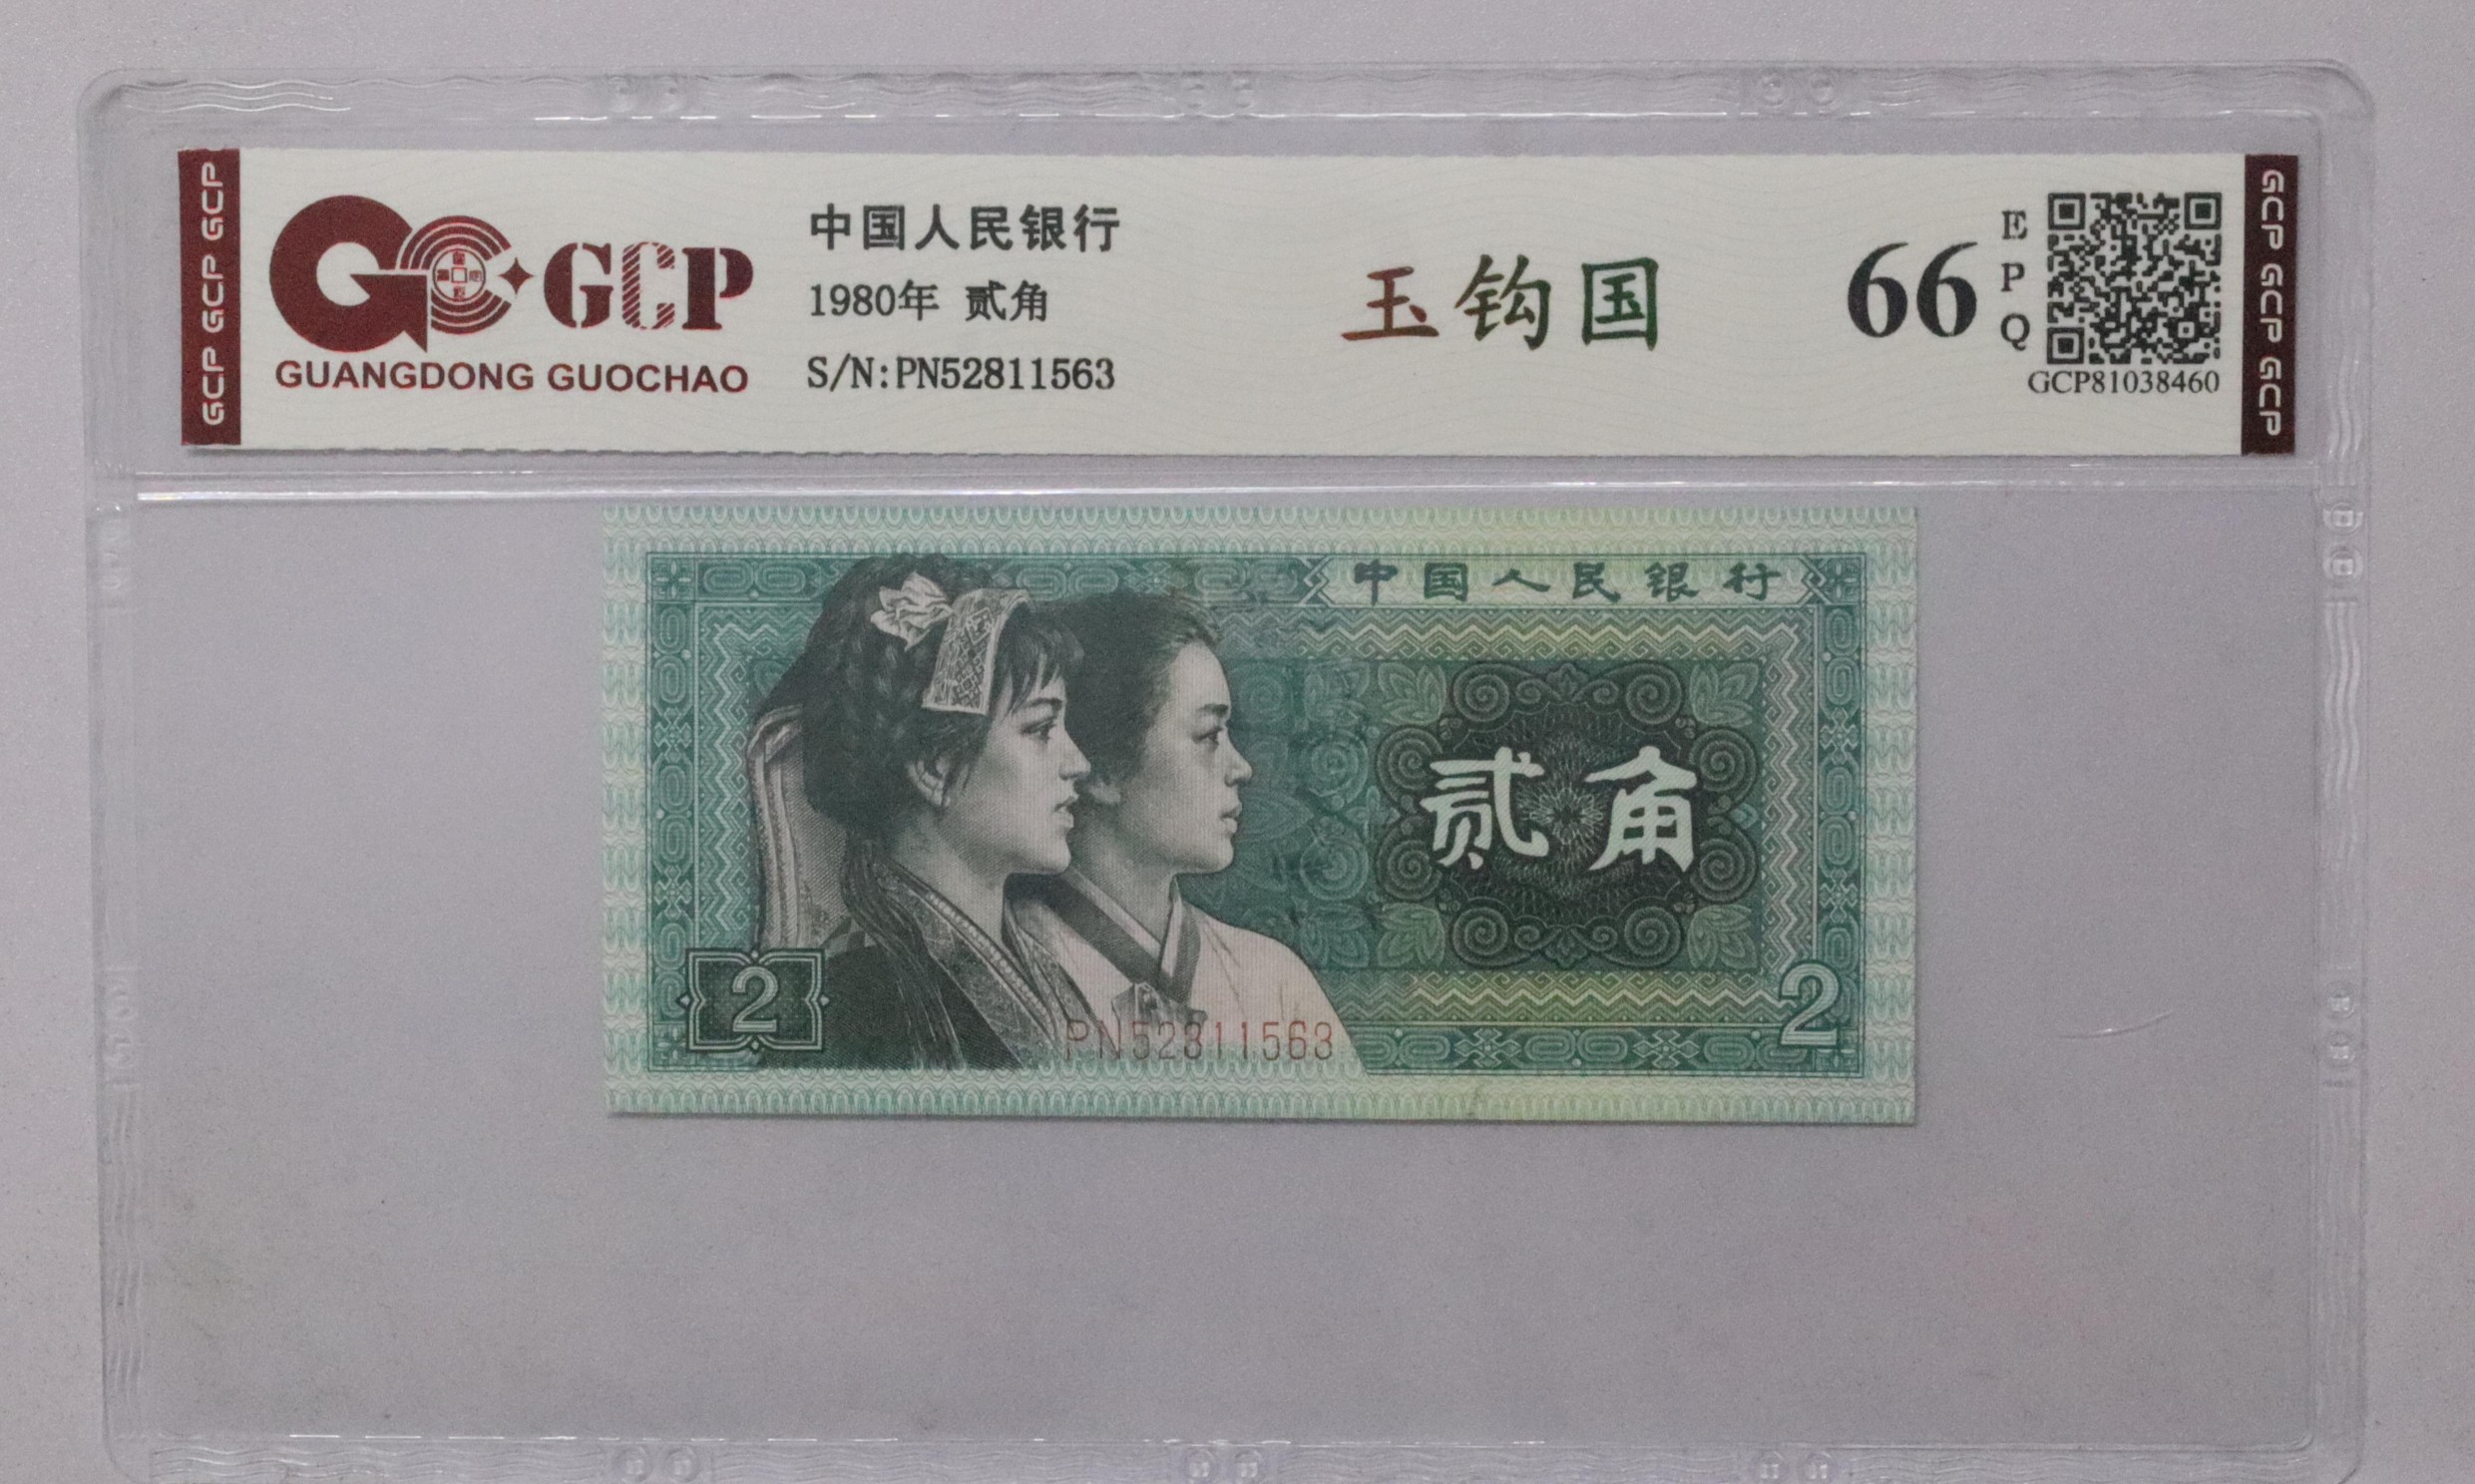 GCP GCP GCP
GCP
GUANGDONG GUOCHAO
中国人民银行
1980年 贰角
S/N:PN52811563
玉钩国
66
E
P
Q
GCP81038460
GCP GCP GCP
中国人民银行
贰角
2
PN52811563
2